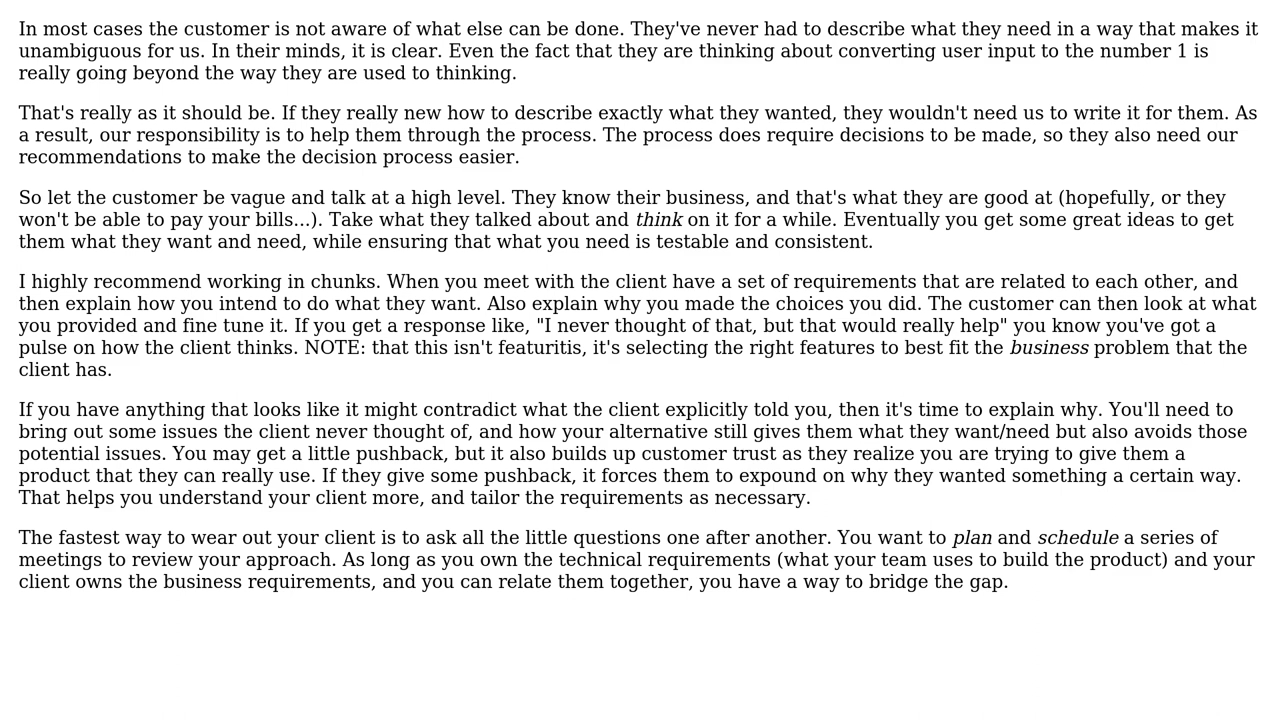 In most cases the customer is not aware of what else can be done. They've never had to describe what they need in a way that makes it
unambiguous for us. In their minds, it is clear. Even the fact that they are thinking about converting user input to the number 1 is
really going beyond the way they are used to thinking.
That's really as it should be. If they really new how to describe exactly what they wanted, they wouldn't need us to write it for them. As
a result, our responsibility is to help them through the process. The process does require decisions to be made, so they also need our
recommendations to make the decision process easier.
So let the customer be vague and talk at a high level. They know their business, and that's what they are good at (hopefully, or they
won't be able to pay your bills...). Take what they talked about and think on it for a while. Eventually you get some great ideas to get
them what they want and need, while ensuring that what you need is testable and consistent.
I highly recommend working in chunks. When you meet with the client have a set of requirements that are related to each other, and
then explain how you intend to do what they want. Also explain why you made the choices you did. The customer can then look at what
you provided and fine tune it. If you get a response like, "I never thought of that, but that would really help" you know you've got a
pulse on how the client thinks. NOTE: that this isn't featuritis, it's selecting the right features to best fit the business problem that the
client has.
If you have anything that looks like it might contradict what the client explicitly told you, then it's time to explain why. You'll need to
bring out some issues the client never thought of, and how your alternative still gives them what they want/need but also avoids those
potential issues. You may get a little pushback, but it also builds up customer trust as they realize you are trying to give them a
product that they can really use. If they give some pushback, it forces them to expound on why they wanted something a certain way.
That helps you understand your client more, and tailor the requirements as necessary.
The fastest way to wear out your client is to ask all the little questions one after another. You want to plan and schedule a series of
meetings to review your approach. As long as you own the technical requirements (what your team uses to build the product) and your
client owns the business requirements, and you can relate them together, you have a way to bridge the gap.